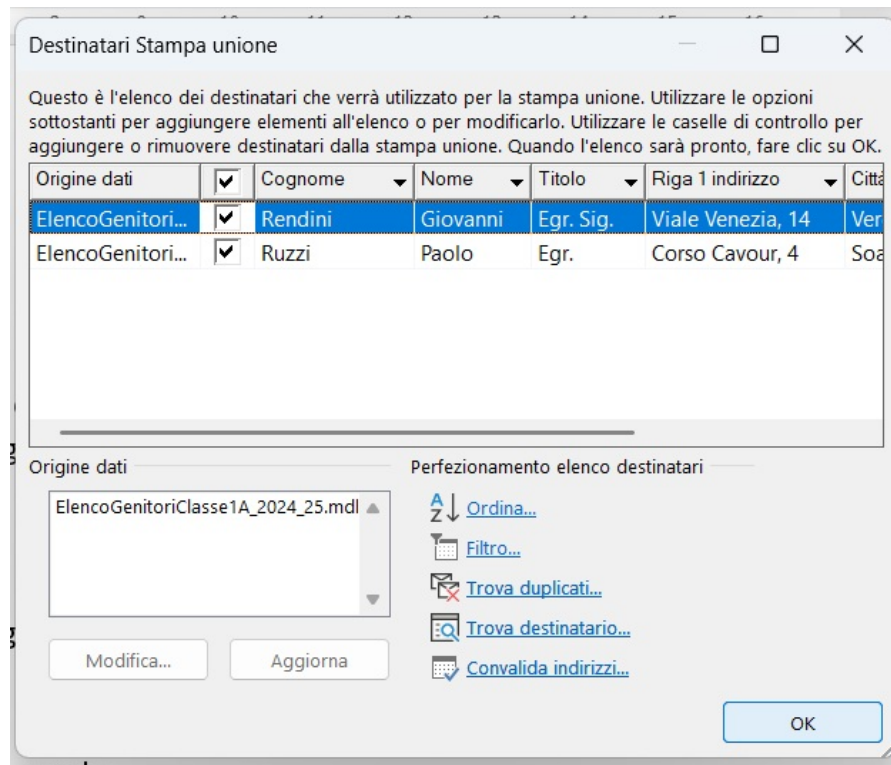 Destinatari Stampa unione
Questo è l'elenco dei destinatari che verrà utilizzato per la stampa unione. Utilizzare le opzioni
sottostanti per aggiungere elementi all'elenco o per modificarlo. Utilizzare le caselle di controllo per
aggiungere o rimuovere destinatari dalla stampa unione. Quando l'elenco sarà pronto, fare clic su OK.
Origine dati Cognome Nome Titolo Riga 1 indirizzo Città
ElencoGenitori... Rendini Giovanni Egr. Sig. Viale Venezia, 14 Ver
ElencoGenitori... Ruzzi Paolo Egr. Corso Cavour, 4 Soa
Origine dati
ElencoGenitoriClasse1A_2024_25.mdl
Modifica... Aggiorna
Perfezionamento elenco destinatari
Ordina...
Filtro...
Trova duplicati...
Trova destinatario...
Convalida indirizzi...
OK